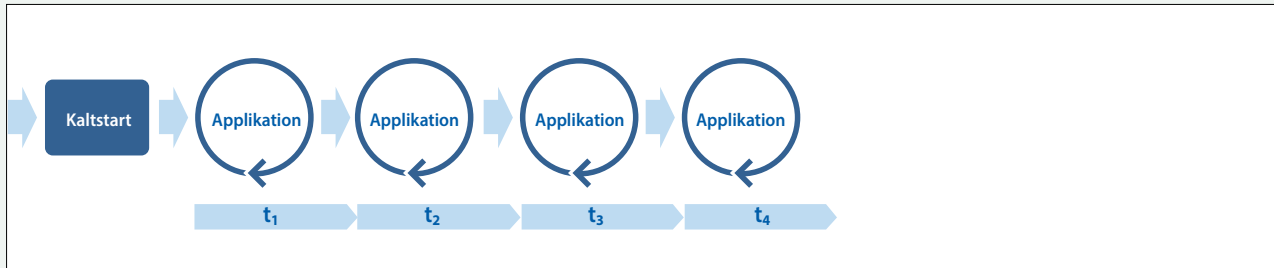 Kaltstart
Applikation
Applikation
Applikation
Applikation
t₁
t₂
t₃
t₄